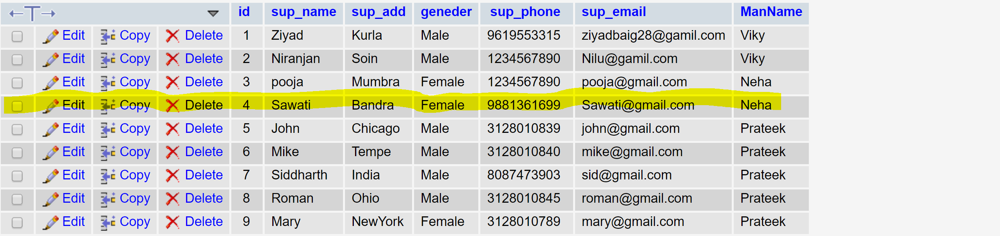 id sup_name sup_add geneder sup_phone sup_email ManName
Edit Copy Delete 1 Ziyad Kurla Male 9619553315 ziyadbaig28@gamil.com Viky
Edit Copy Delete 2 Niranjan Soin Male 1234567890 Nilu@gamil.com Viky
Edit Copy Delete 3 pooja Mumbra Female 1234567890 pooja@gmail.com Neha
Edit Copy Delete 4 Sawati Bandra Female 9881361699 Sawati@gmail.com Neha
Edit Copy Delete 5 John Chicago Male 3128010839 john@gmail.com Prateek
Edit Copy Delete 6 Mike Tempe Male 3128010840 mike@gmail.com Prateek
Edit Copy Delete 7 Siddharth India Male 8087473903 sid@gmail.com Prateek
Edit Copy Delete 8 Roman Ohio Male 3128010845 roman@gmail.com Prateek
Edit Copy Delete 9 Mary NewYork Female 3128010789 mary@gmail.com Prateek